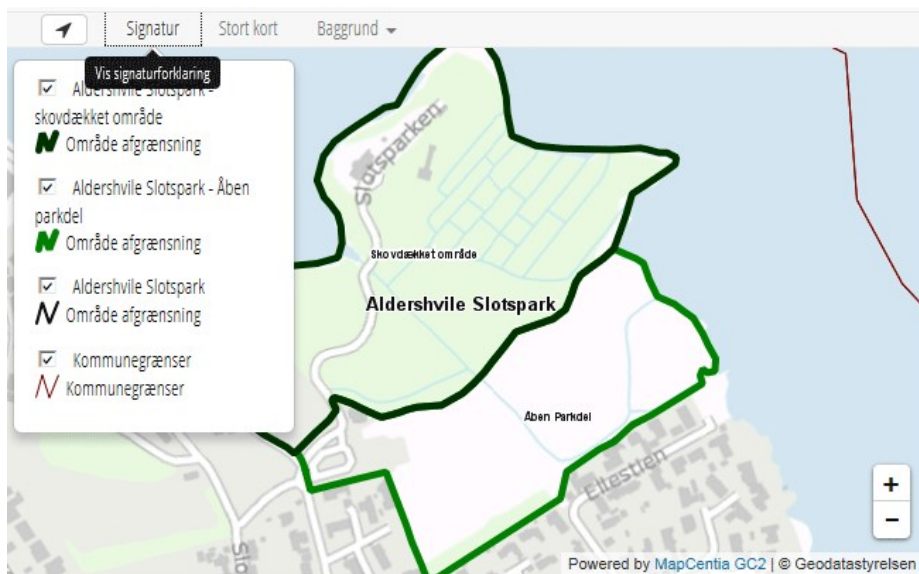 Signatur Stort kort Baggrund
Vis signaturforklaring
Aldershvile Slotspark -
skovdækket område
Område afgrænsning
Aldershvile Slotspark - Åben
parkdel
Område afgrænsning
Aldershvile Slotspark
Område afgrænsning
Kommunegrænser
Kommunegrænser
Slotsparken
Skovdækket område
Aldershvile Slotspark
Åben Parkdel
Ellestien
Slo
+
−
Powered by MapCentia GC2 | © Geodatastyrelsen